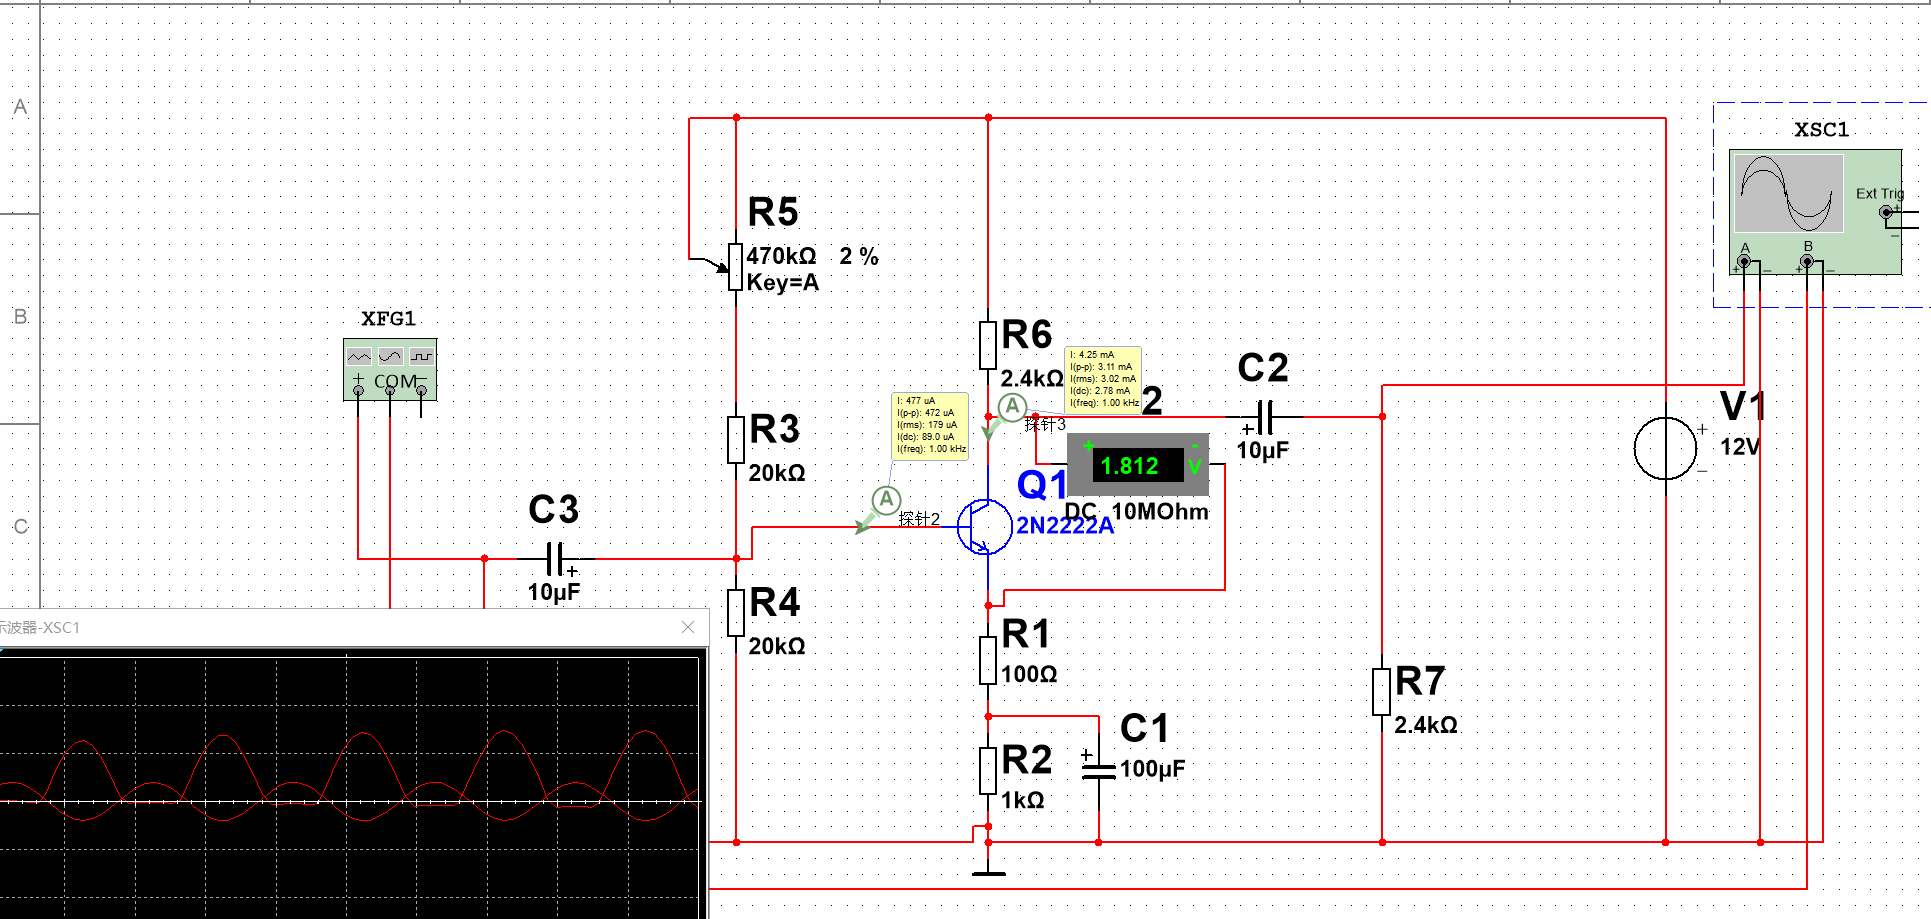 A
XSC1
Ext Trig
R5
A
B
470kΩ 2 %
Key=A
B
XFG1
R6
I: 4.25 mA
I(p-p): 3.11 mA
I(rms): 3.02 mA
I(dc): 2.78 mA
I(freq): 1.00 kHz
C2
COM
2.4kΩ
2
V1
I: 477 uA
I(p-p): 472 uA
I(rms): 179 uA
I(dc): 89.0 uA
I(freq): 1.00 kHz
A
探针3
R3
10µF
12V
20kΩ
1.812
V
Q1
A
C3
探针2
DC 10MOhm
C
2N2222A
10µF
R4
示波器-XSC1
R1
20kΩ
100Ω
R7
C1
2.4kΩ
R2
100µF
1kΩ